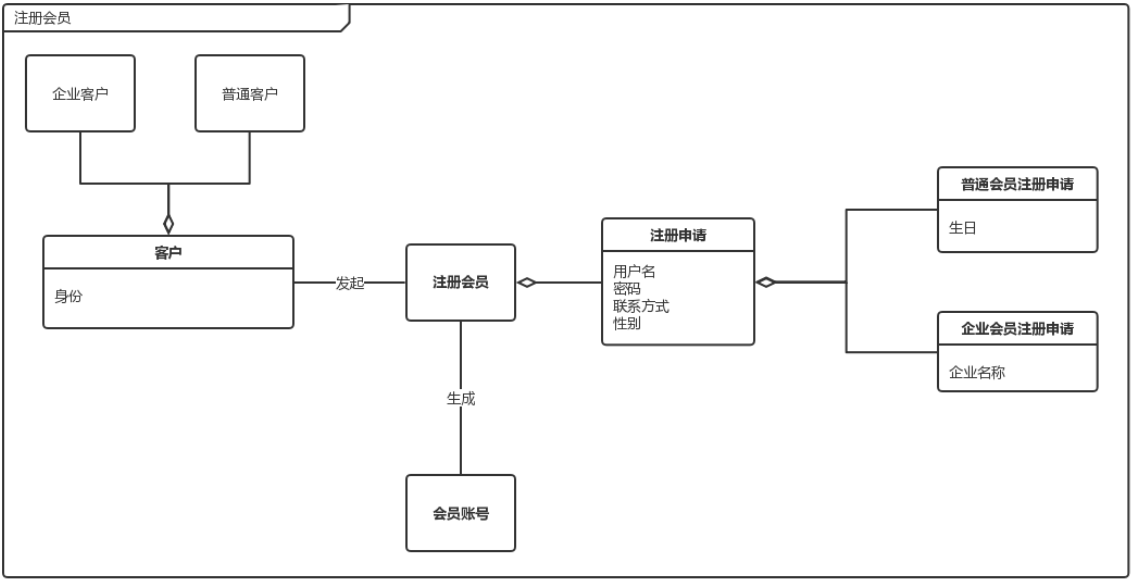 注册会员
企业客户
普通客户
客户
身份
发起
注册会员
注册申请
用户名
密码
联系方式
性别
普通会员注册申请
生日
企业会员注册申请
企业名称
生成
会员账号